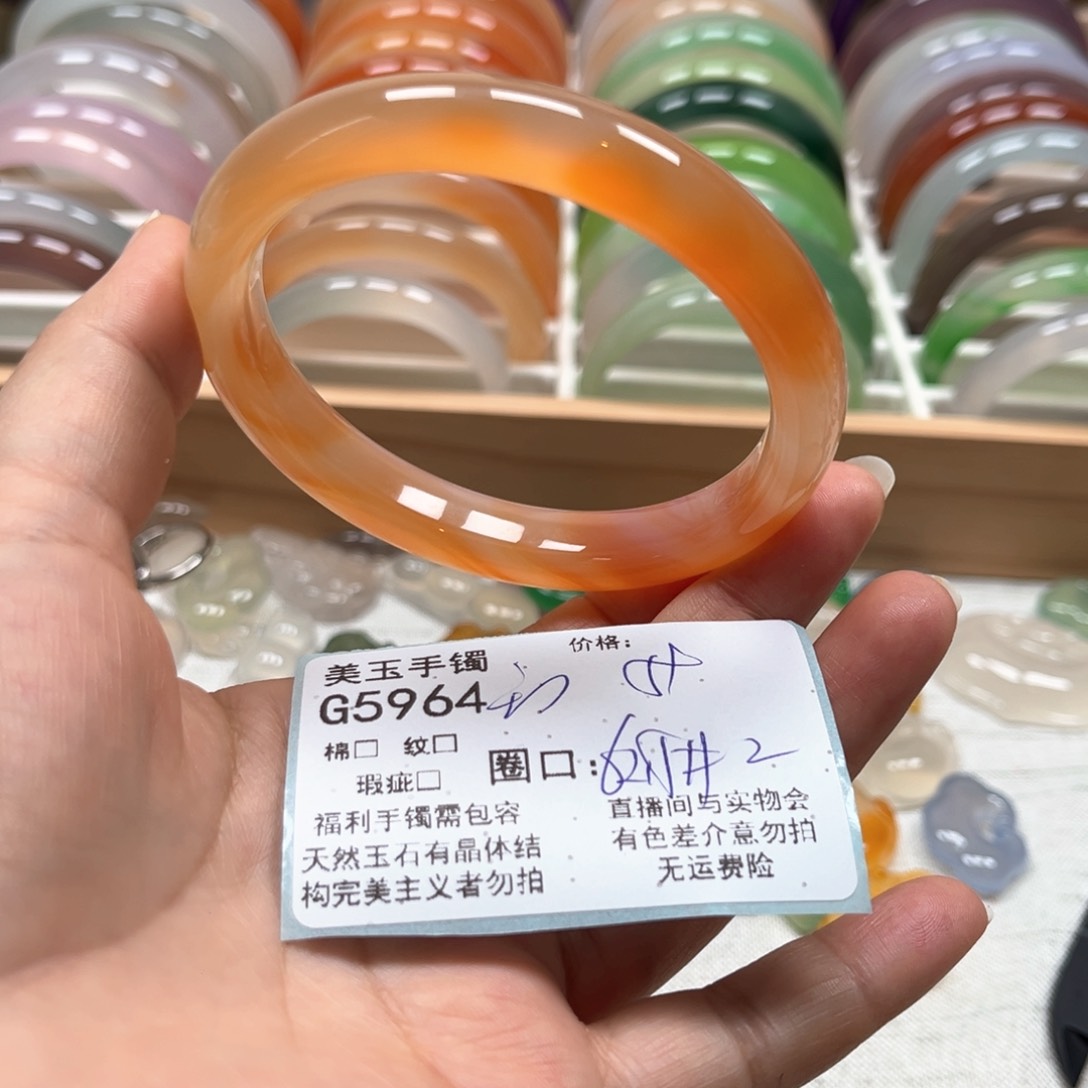 价格:
美玉手镯
G5964
棉□ 纹□
圈口:
瑕疵□
福利手镯需包容
天然玉石有晶体结
构完美主义者勿拍
直播间与实物会
有色差介意勿拍
无运费险